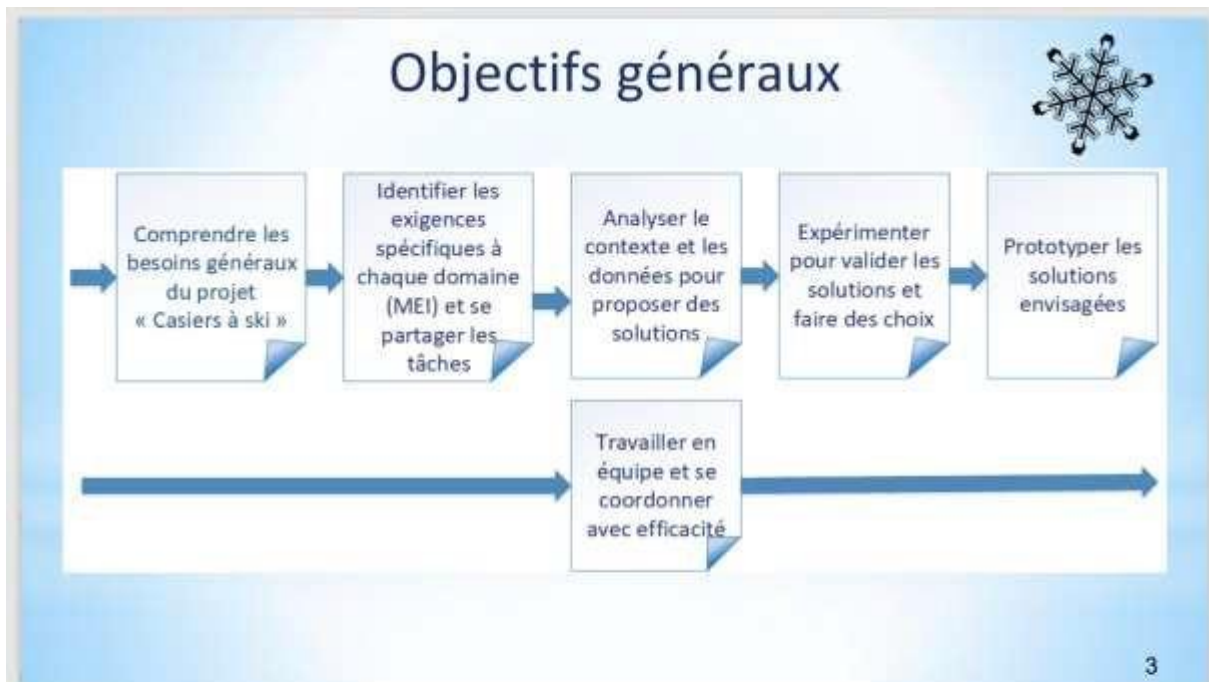 Objectifs généraux
Comprendre les
besoins généraux
du projet
« Casiers à ski »
Identifier les
exigences
spécifiques à
chaque domaine
(MEI) et se
partager les
tâches
Analyser le
contexte et les
données pour
proposer des
solutions
Expérimenter
pour valider les
solutions et
faire des choix
Prototyper les
solutions
envisagées
Travailler en
équipe et se
coordonner
avec efficacité
3